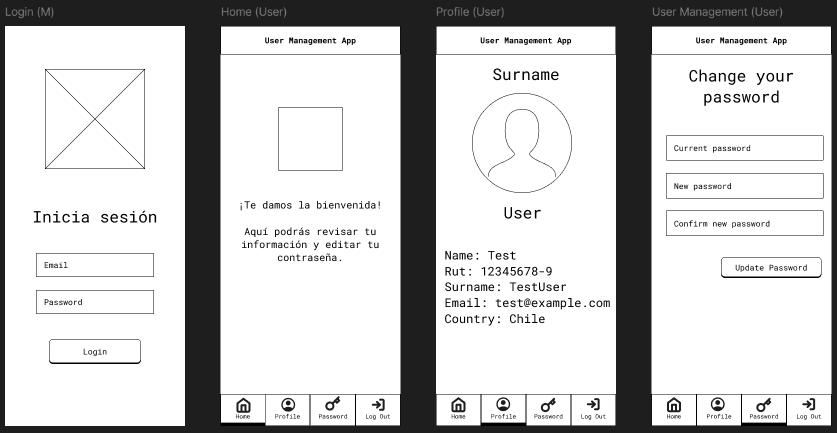 Login (M)
Inicia sesión
Email
Password
Login
Home (User)
User Management App
¡Te damos la bienvenida!
Aquí podrás revisar tu
información y editar tu
contraseña.
Home
Profile
Password
Log Out
Profile (User)
User Management App
Surname
User
Name: Test
Rut: 12345678-9
Surname: TestUser
Email: test@example.com
Country: Chile
Home
Profile
Password
Log Out
User Management (User)
User Management App
Change your
password
Current password
New password
Confirm new password
Update Password
Home
Profile
Password
Log Out